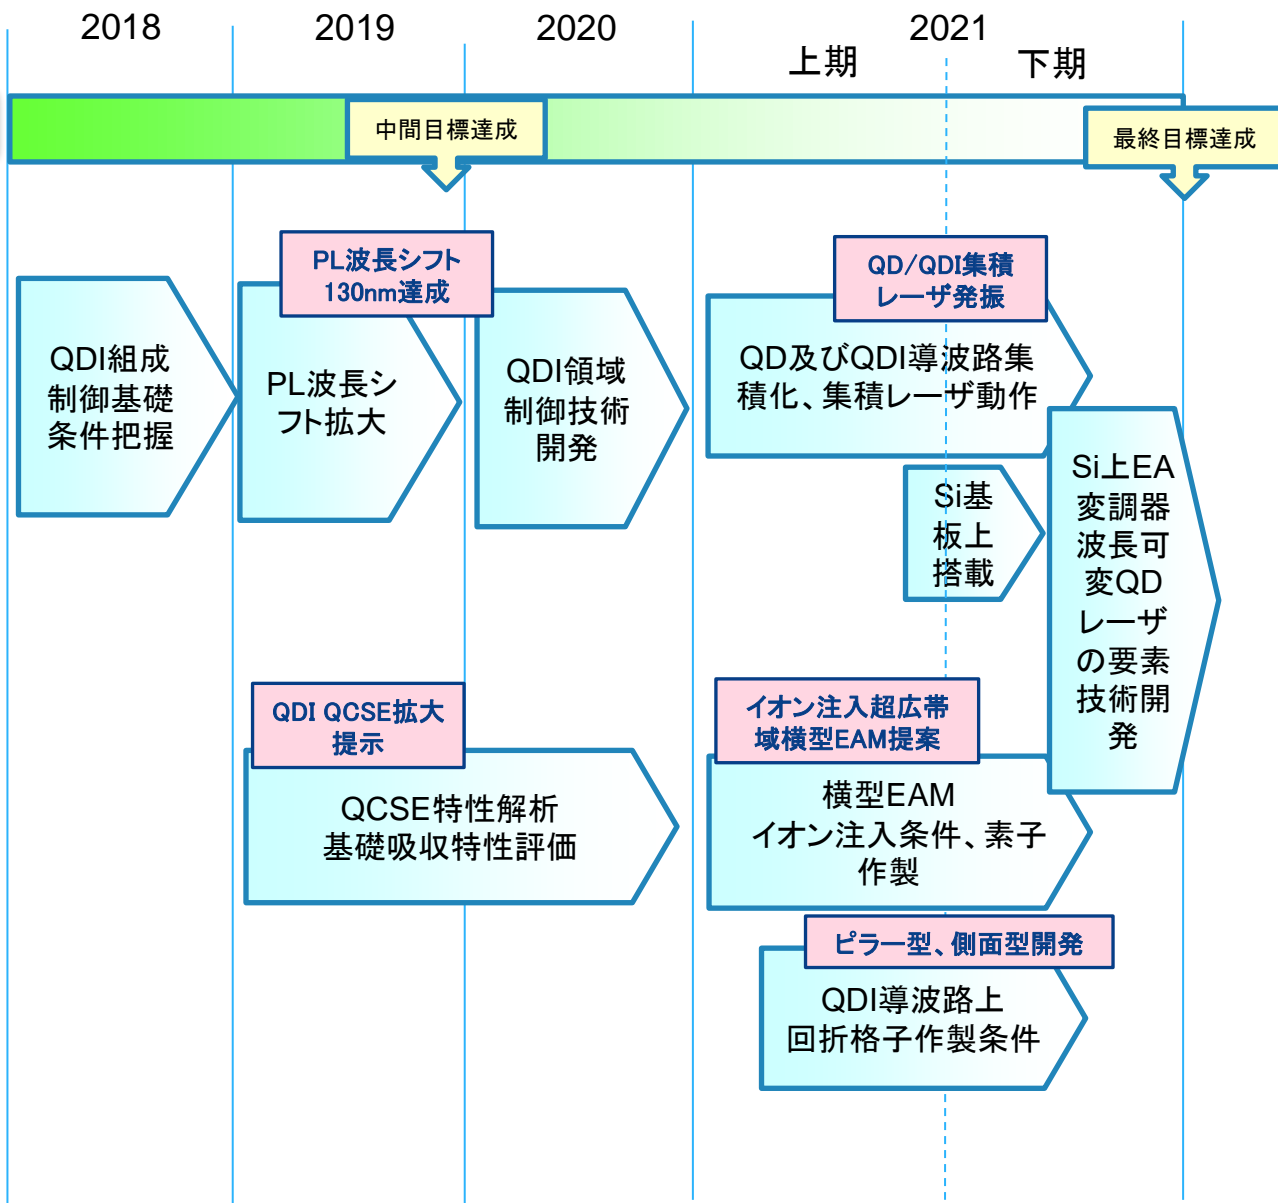 2018
2019
2020
2021
上期
下期
中間目標達成
最終目標達成
PL波長シフト
130nm達成
QD/QDI集積
レーザ発振
QDI組成
制御基礎
条件把握
PL波長シ
フト拡大
QDI領域
制御技術
開発
QD及びQDI導波路集
積化、集積レーザ動作
Si基
板上
搭載
Si上EA
変調器
波長可
変QD
レーザ
の要素
技術開
発
QDI QCSE拡大
提示
QCSE特性解析
基礎吸収特性評価
イオン注入超広帯
域横型EAM提案
横型EAM
イオン注入条件、素子
作製
ピラー型、側面型開発
QDI導波路上
回折格子作製条件